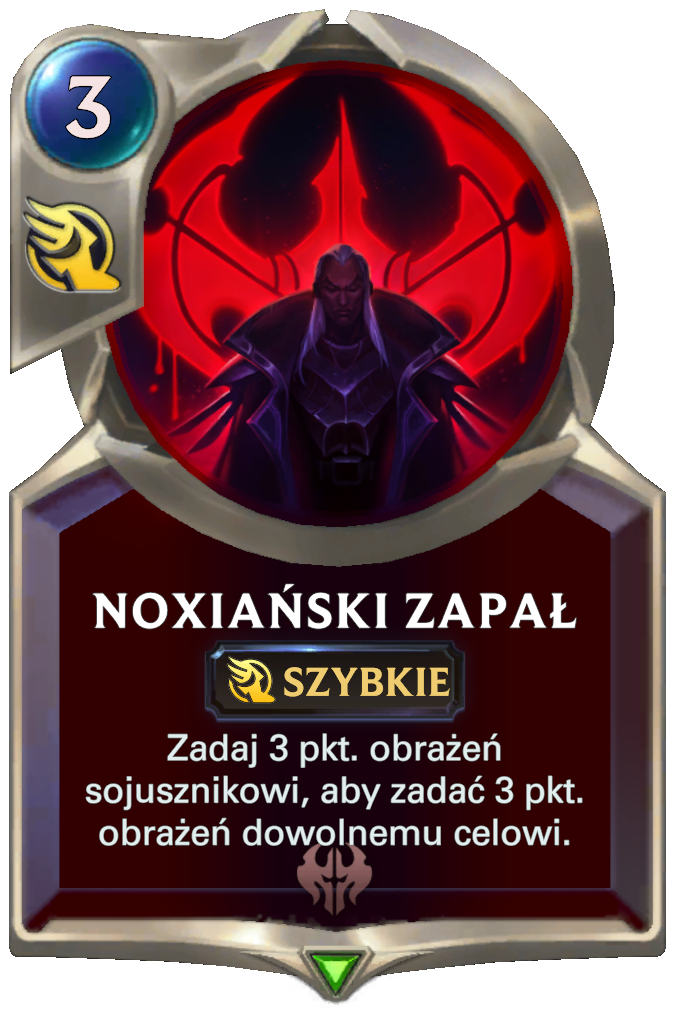 3
NOXIAŃSKI ZAPAŁ
SZYBKIE
Zadaj 3 pkt. obrażeń
sojusznikowi, aby zadać 3 pkt.
obrażeń dowolnemu celowi.